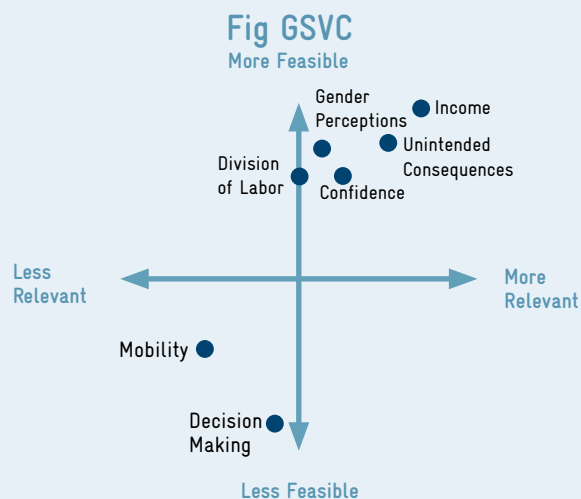 Fig GSVC
More Feasible
Gender
Perceptions
Income
Unintended
Consequences
Division
of Labor
Confidence
Less
Relevant
More
Relevant
Mobility
Decision
Making
Less Feasible